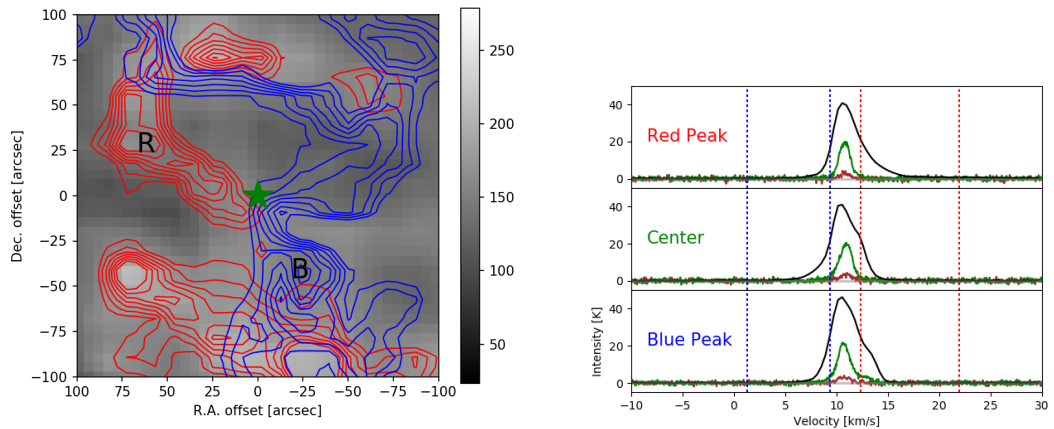 100
75
50
25
0
−25
−50
−75
−100
Dec. offset [arcsec]
R
B
100 75 50 25 0 −25 −50 −75 −100
R.A. offset [arcsec]
250
200
150
100
50
Red Peak
40
20
0
Center
40
20
0
Blue Peak
40
20
0
Intensity [K]
−10 −5 0 5 10 15 20 25 30
Velocity [km/s]